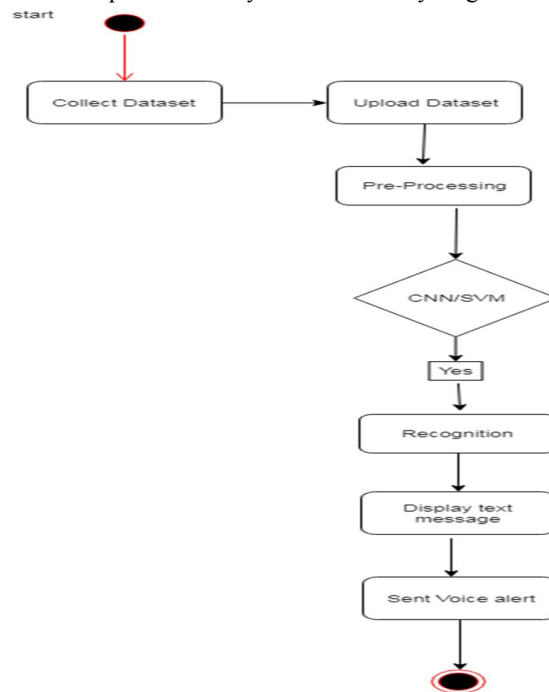 start
Collect Dataset
Upload Dataset
Pre-Processing
CNN/SVM
Yes
Recognition
Display text
message
Sent Voice alert